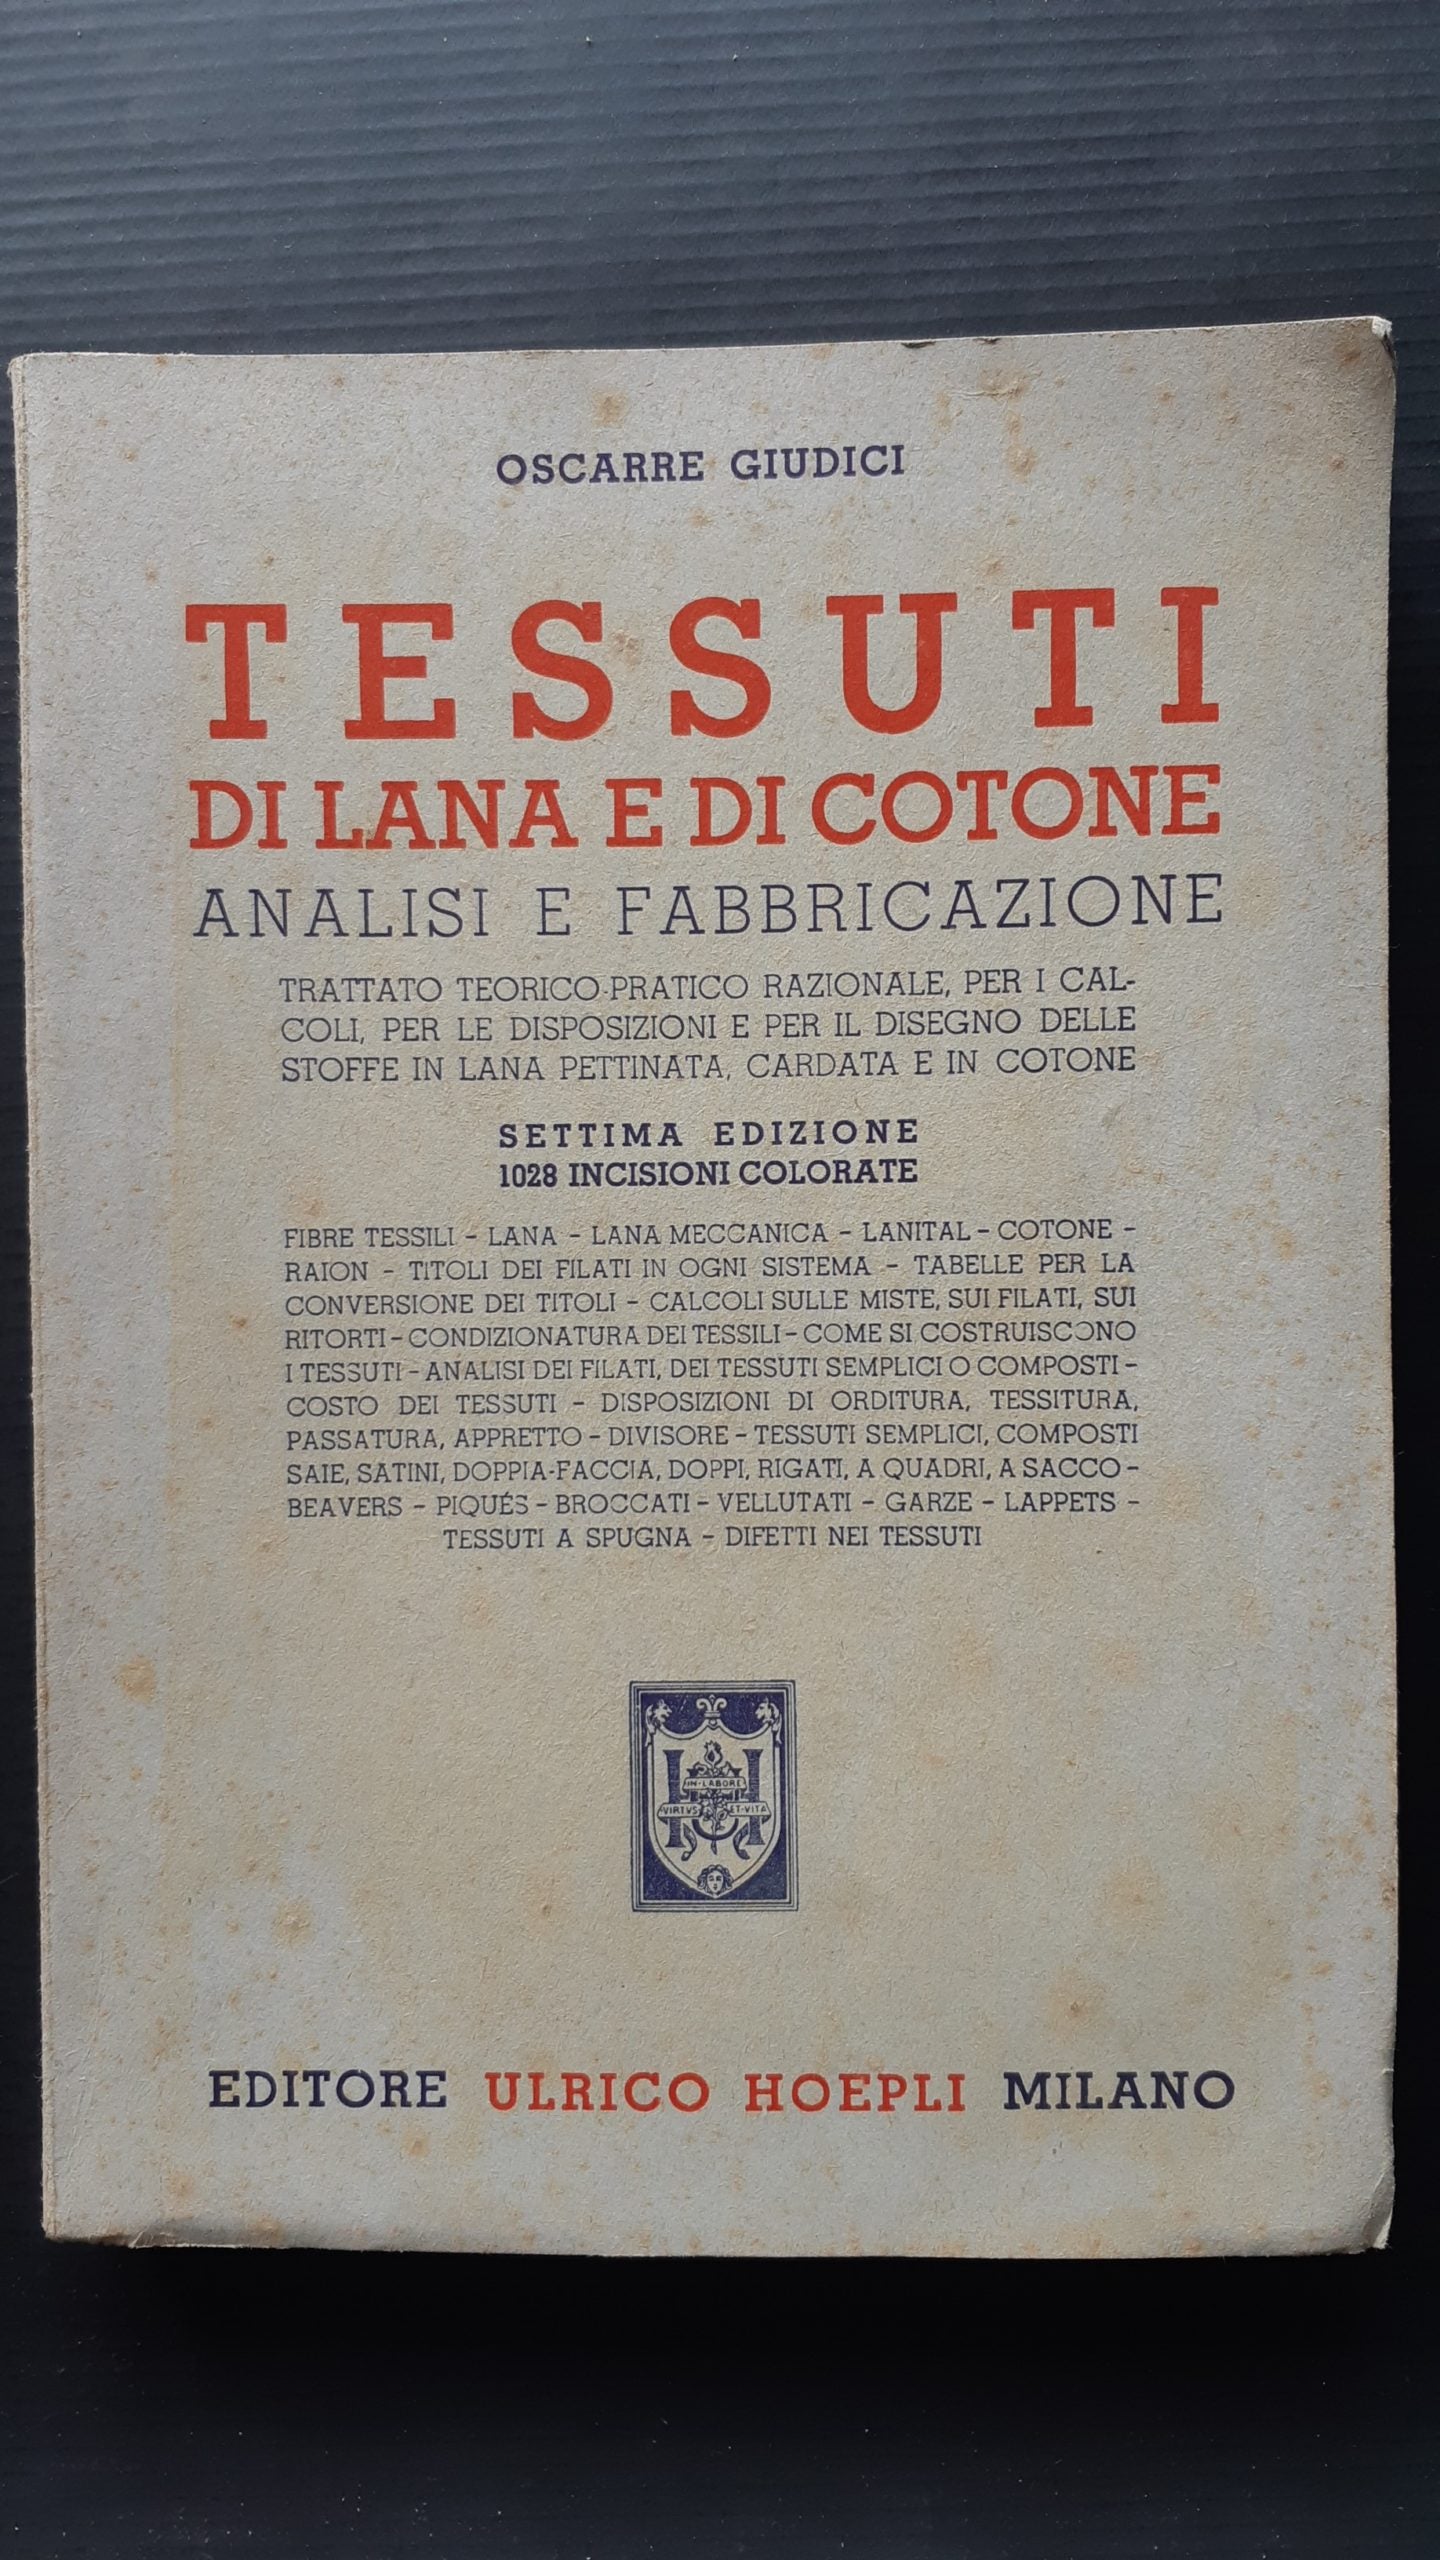 OSCARRE GIUDICI
TESSUTI
DI LANA E DI COTONE
ANALISI E FABBRICAZIONE
TRATTATO TEORICO-PRATICO RAZIONALE, PER I CAL-
COLI, PER LE DISPOSIZIONI E PER IL DISEGNO DELLE
STOFFE IN LANA PETTINATA, CARDATA E IN COTONE
SETTIMA EDIZIONE
1028 INCISIONI COLORATE
FIBRE TESSILI - LANA - LANA MECCANICA - LANITAL - COTONE -
RAION - TITOLI DEI FILATI IN OGNI SISTEMA - TABELLE PER LA
CONVERSIONE DEI TITOLI - CALCOLI SULLE MISTE, SUI FILATI, SUI
RITORTI - CONDIZIONATURA DEI TESSILI - COME SI COSTRUISCONO
I TESSUTI - ANALISI DEI FILATI, DEI TESSUTI SEMPLICI O COMPOSTI -
COSTO DEI TESSUTI - DISPOSIZIONI DI ORDITURA, TESSITURA,
PASSATURA, APPRETTO - DIVISORE - TESSUTI SEMPLICI, COMPOSTI
SAIE, SATINI, DOPPIA-FACCIA, DOPPI, RIGATI, A QUADRI, A SACCO -
BEAVERS - PIQUÉS - BROCCATI - VELLUTATI - GARZE - LAPPETS -
TESSUTI A SPUGNA - DIFETTI NEI TESSUTI
H
IN·LABORE
VIRTVS ET·VITA
EDITORE ULRICO HOEPLI MILANO